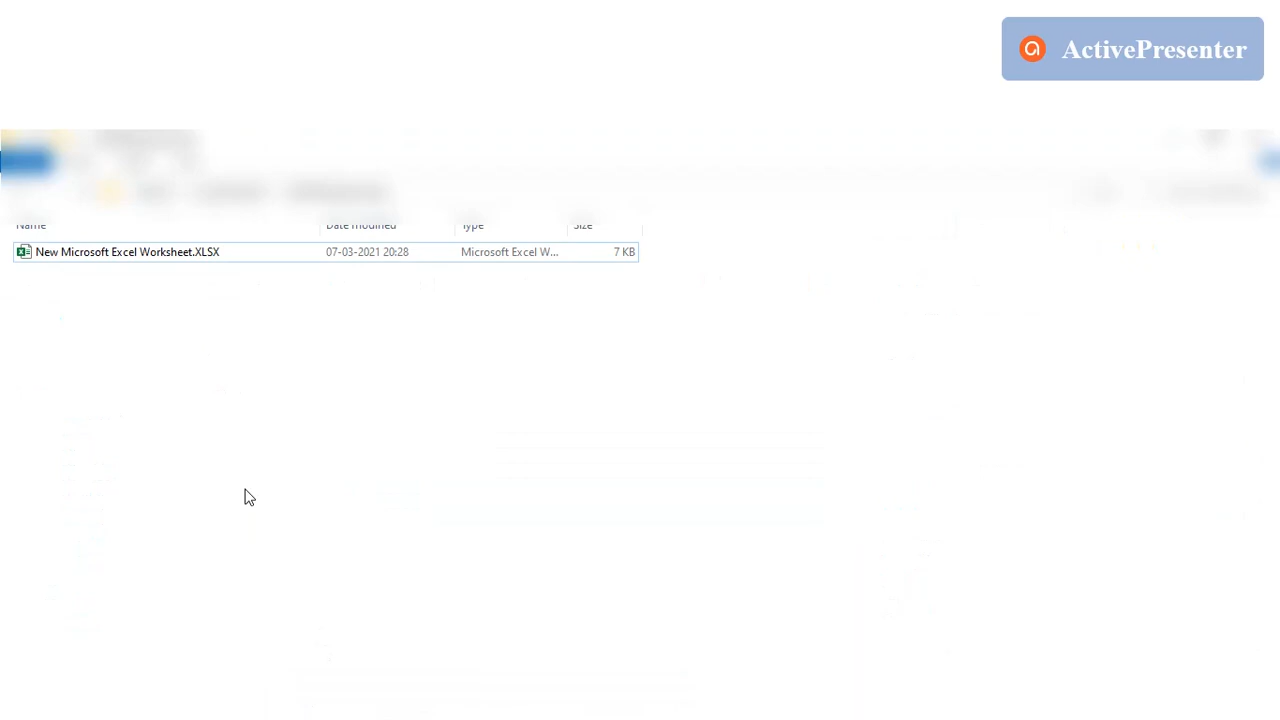 ActivePresenter
Name Date modified Type Size
New Microsoft Excel Worksheet.XLSX 07-03-2021 20:28 Microsoft Excel W... 7 KB